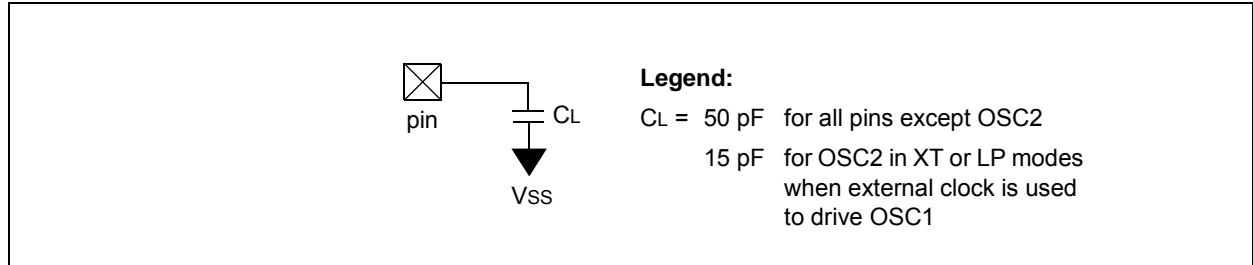 Legend:
pin
CL
CL = 50 pF for all pins except OSC2
15 pF for OSC2 in XT or LP modes
when external clock is used
to drive OSC1
VSS